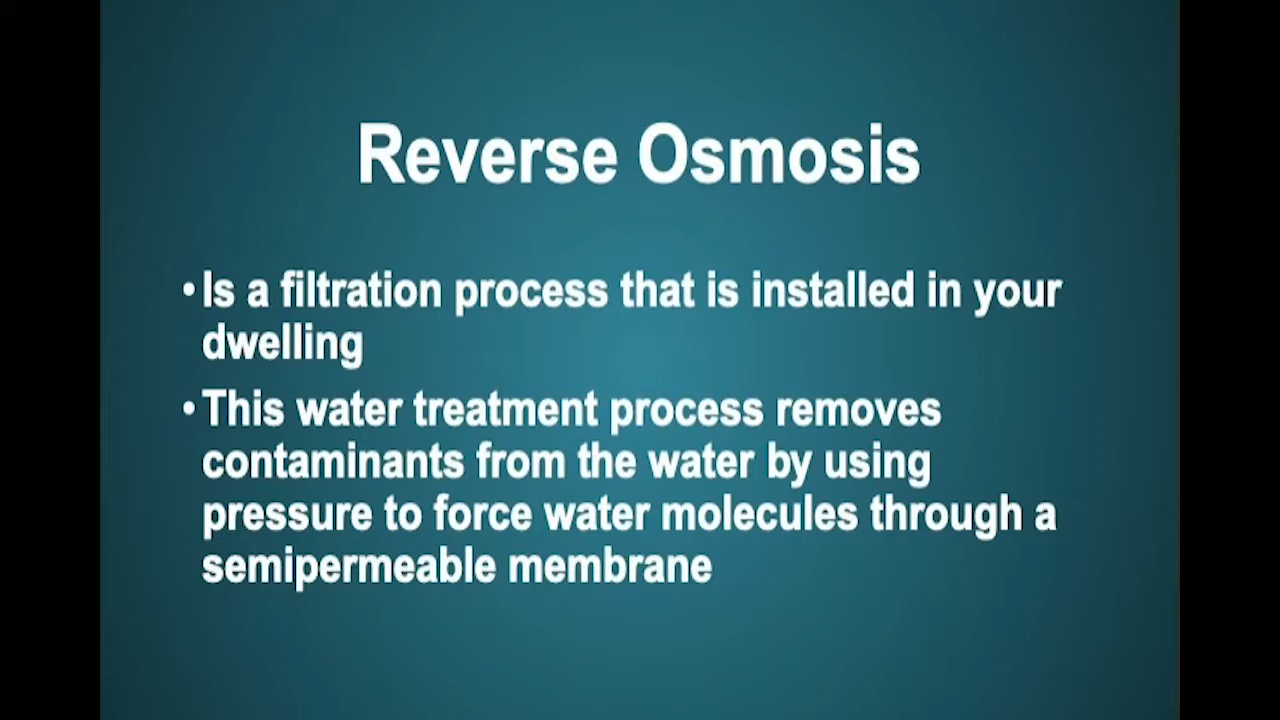 Reverse Osmosis
•Is a filtration process that is installed in your
dwelling
•This water treatment process removes
contaminants from the water by using
pressure to force water molecules through a
semipermeable membrane